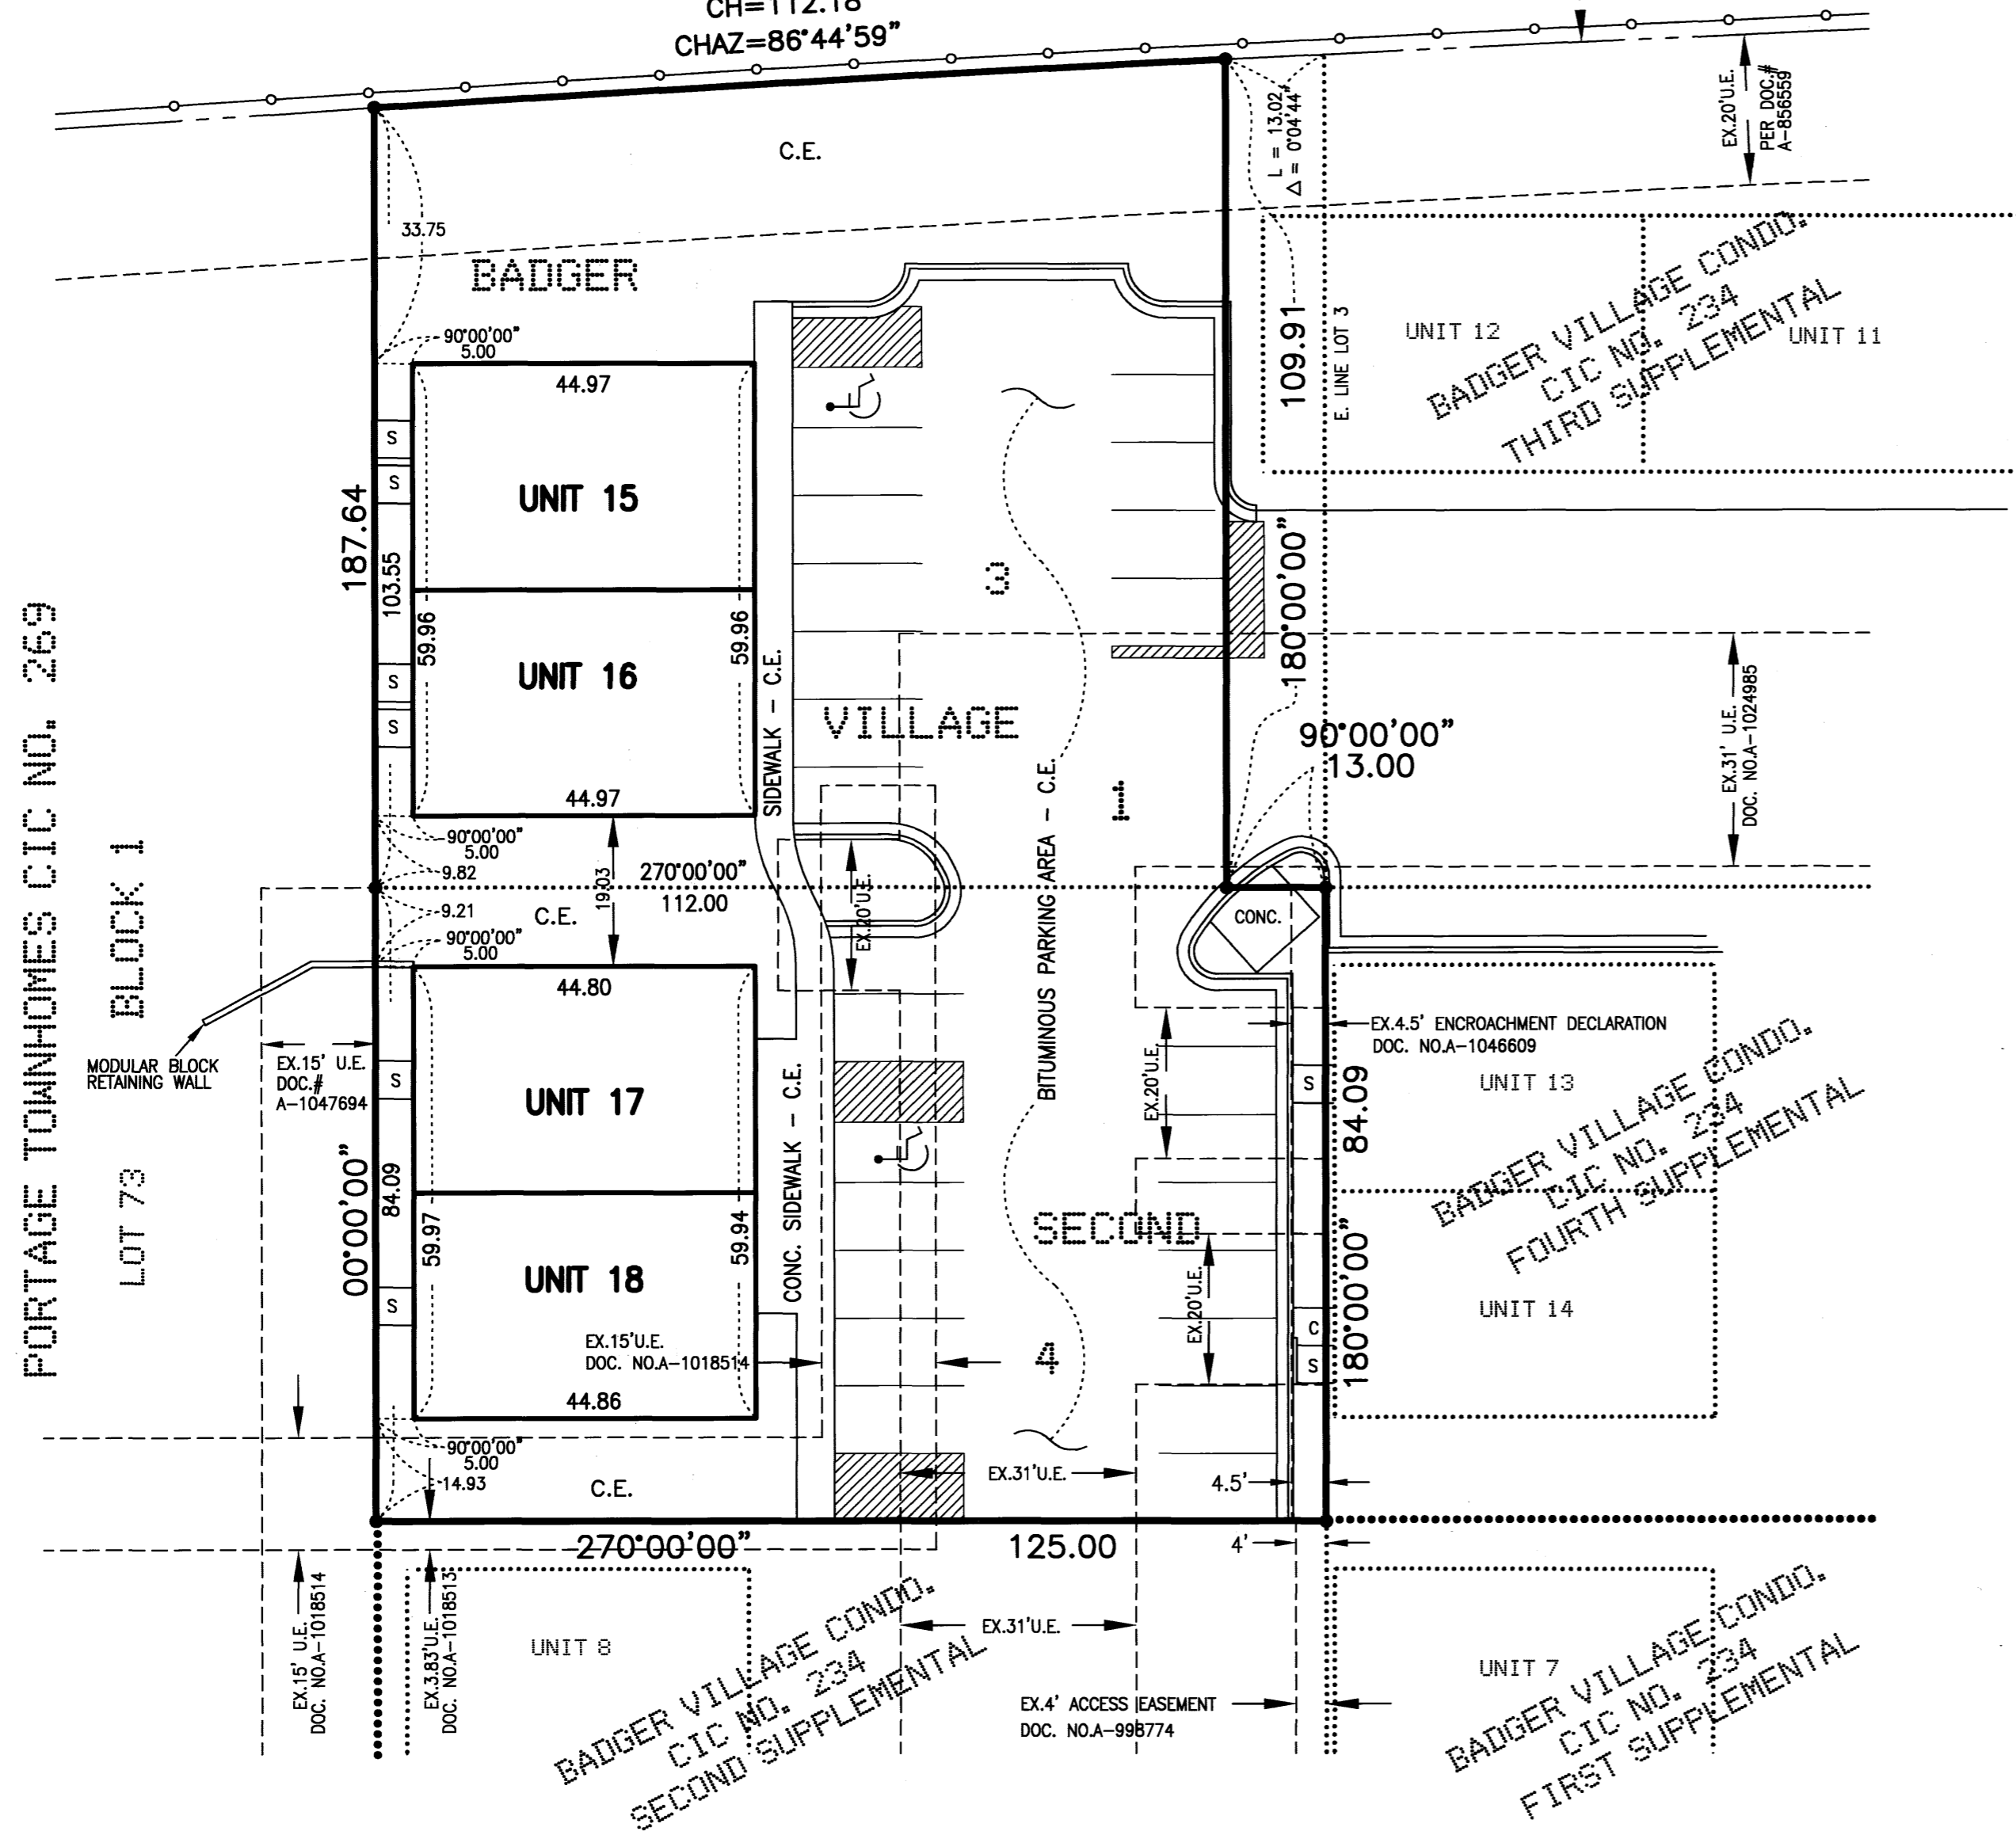 CH=112.18
CHAZ=86°44'59"
L = 13.02
Δ = 0°04'44"
EX.20'U.E.
PER DOC.#
A-856559
C.E.
33.75
BADGER
90°00'00"
5.00
44.97
UNIT 15
S
S
187.64
103.55
59.96
59.96
UNIT 16
S
S
44.97
SIDEWALK - C.E.
3
VILLAGE
1
109.91
E. LINE LOT 3
180°00'00"
UNIT 12
UNIT 11
BADGER VILLAGE CONDO.
CIC NO. 234
THIRD SUPPLEMENTAL
EX.31' U.E.
DOC. NO.A-1024985
90°00'00"
13.00
90°00'00"
5.00
9.82
19.03
270°00'00"
112.00
9.21
C.E.
90°00'00"
5.00
EX.20'U.E.
CONC.
BITUMINOUS PARKING AREA - C.E.
PORTAGE TOWNHOMES CIC NO. 269
BLOCK 1
LOT 73
MODULAR BLOCK
RETAINING WALL
EX.15' U.E.
DOC.#
A-1047694
44.80
UNIT 17
S
00°00'00"
84.09
59.97
59.94
UNIT 18
S
44.86
CONC. SIDEWALK - C.E.
EX.15'U.E.
DOC. NO.A-1018514
SECOND
4
EX.20'U.E.
EX.20'U.E.
EX.4.5' ENCROACHMENT DECLARATION
DOC. NO.A-1046609
S
84.09
180°00'00"
C
S
UNIT 13
UNIT 14
BADGER VILLAGE CONDO.
CIC NO. 234
FOURTH SUPPLEMENTAL
90°00'00"
5.00
14.93
C.E.
EX.31'U.E.
4.5'
270°00'00"
125.00
4'
EX.15' U.E.
DOC. NO.A-1018514
EX.3.83'U.E.
DOC. NO.A-1018513
UNIT 8
BADGER VILLAGE CONDO.
CIC NO. 234
SECOND SUPPLEMENTAL
EX.31'U.E.
EX.4' ACCESS EASEMENT
DOC. NO.A-998774
UNIT 7
BADGER VILLAGE CONDO.
CIC NO. 234
FIRST SUPPLEMENTAL